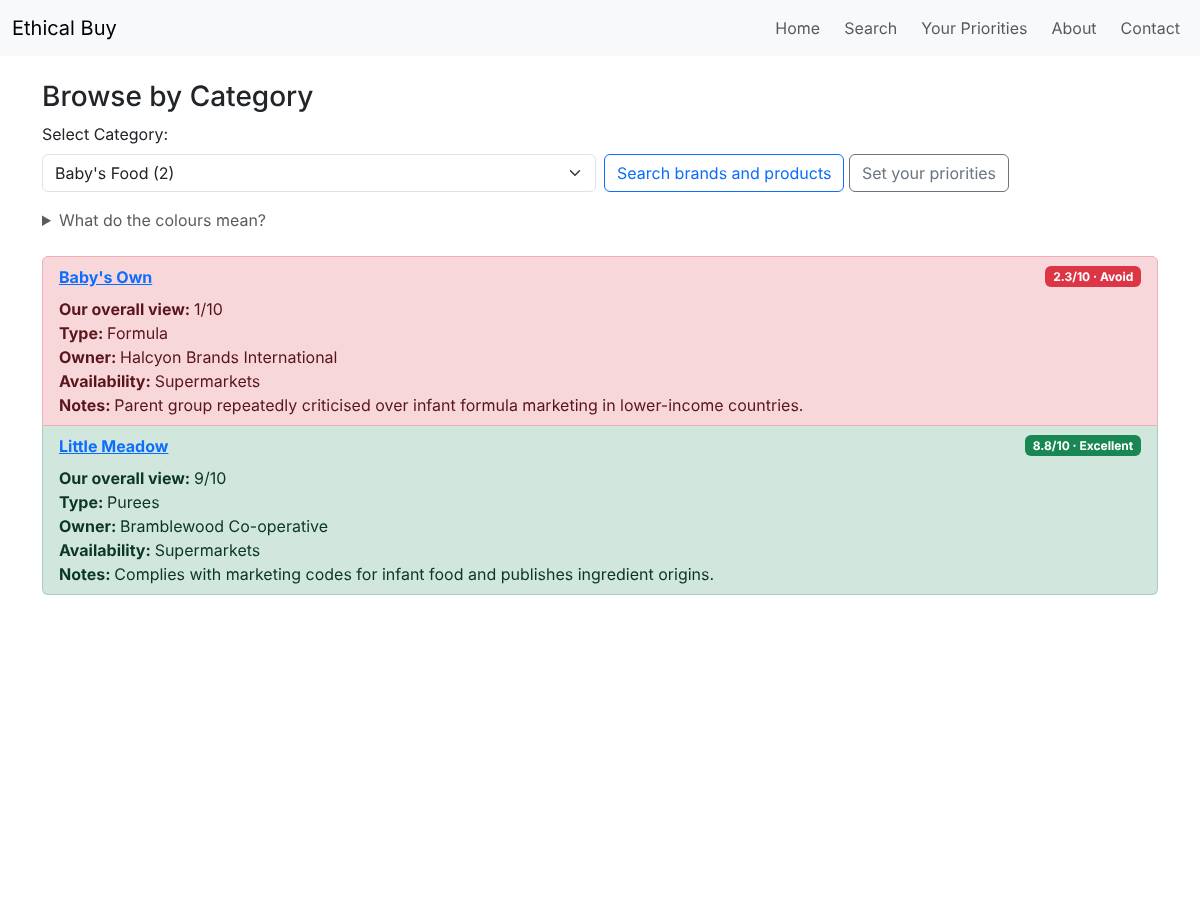 Ethical Buy
Home Search Your Priorities About Contact
Browse by Category
Select Category:
Baby's Food (2)
Search brands and products
Set your priorities
What do the colours mean?
Baby's Own
2.3/10 · Avoid
Our overall view: 1/10
Type: Formula
Owner: Halcyon Brands International
Availability: Supermarkets
Notes: Parent group repeatedly criticised over infant formula marketing in lower-income countries.
Little Meadow
8.8/10 · Excellent
Our overall view: 9/10
Type: Purees
Owner: Bramblewood Co-operative
Availability: Supermarkets
Notes: Complies with marketing codes for infant food and publishes ingredient origins.